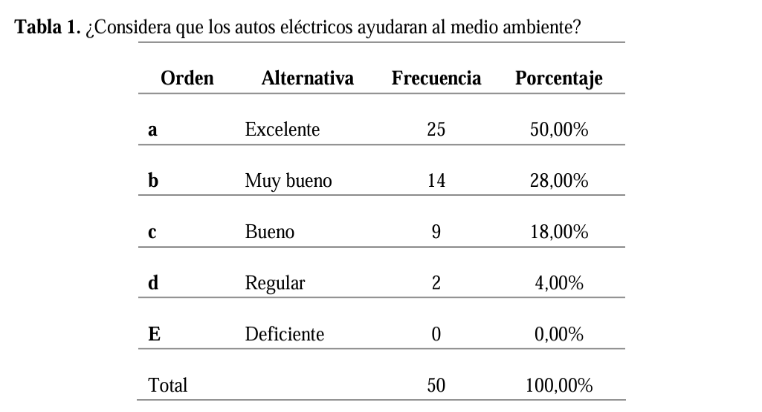 Tabla 1. ¿Considera que los autos eléctricos ayudaran al medio ambiente?
Orden Alternativa Frecuencia Porcentaje
a Excelente 25 50,00%
b Muy bueno 14 28,00%
c Bueno 9 18,00%
d Regular 2 4,00%
E Deficiente 0 0,00%
Total 50 100,00%